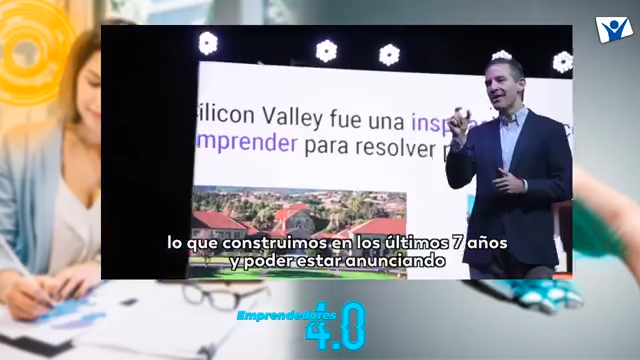 ilicon Valley fue una
mprender para resolver
lo que construimos en los últimos 7 años
y poder estar anunciando
Emprendedores
4.0